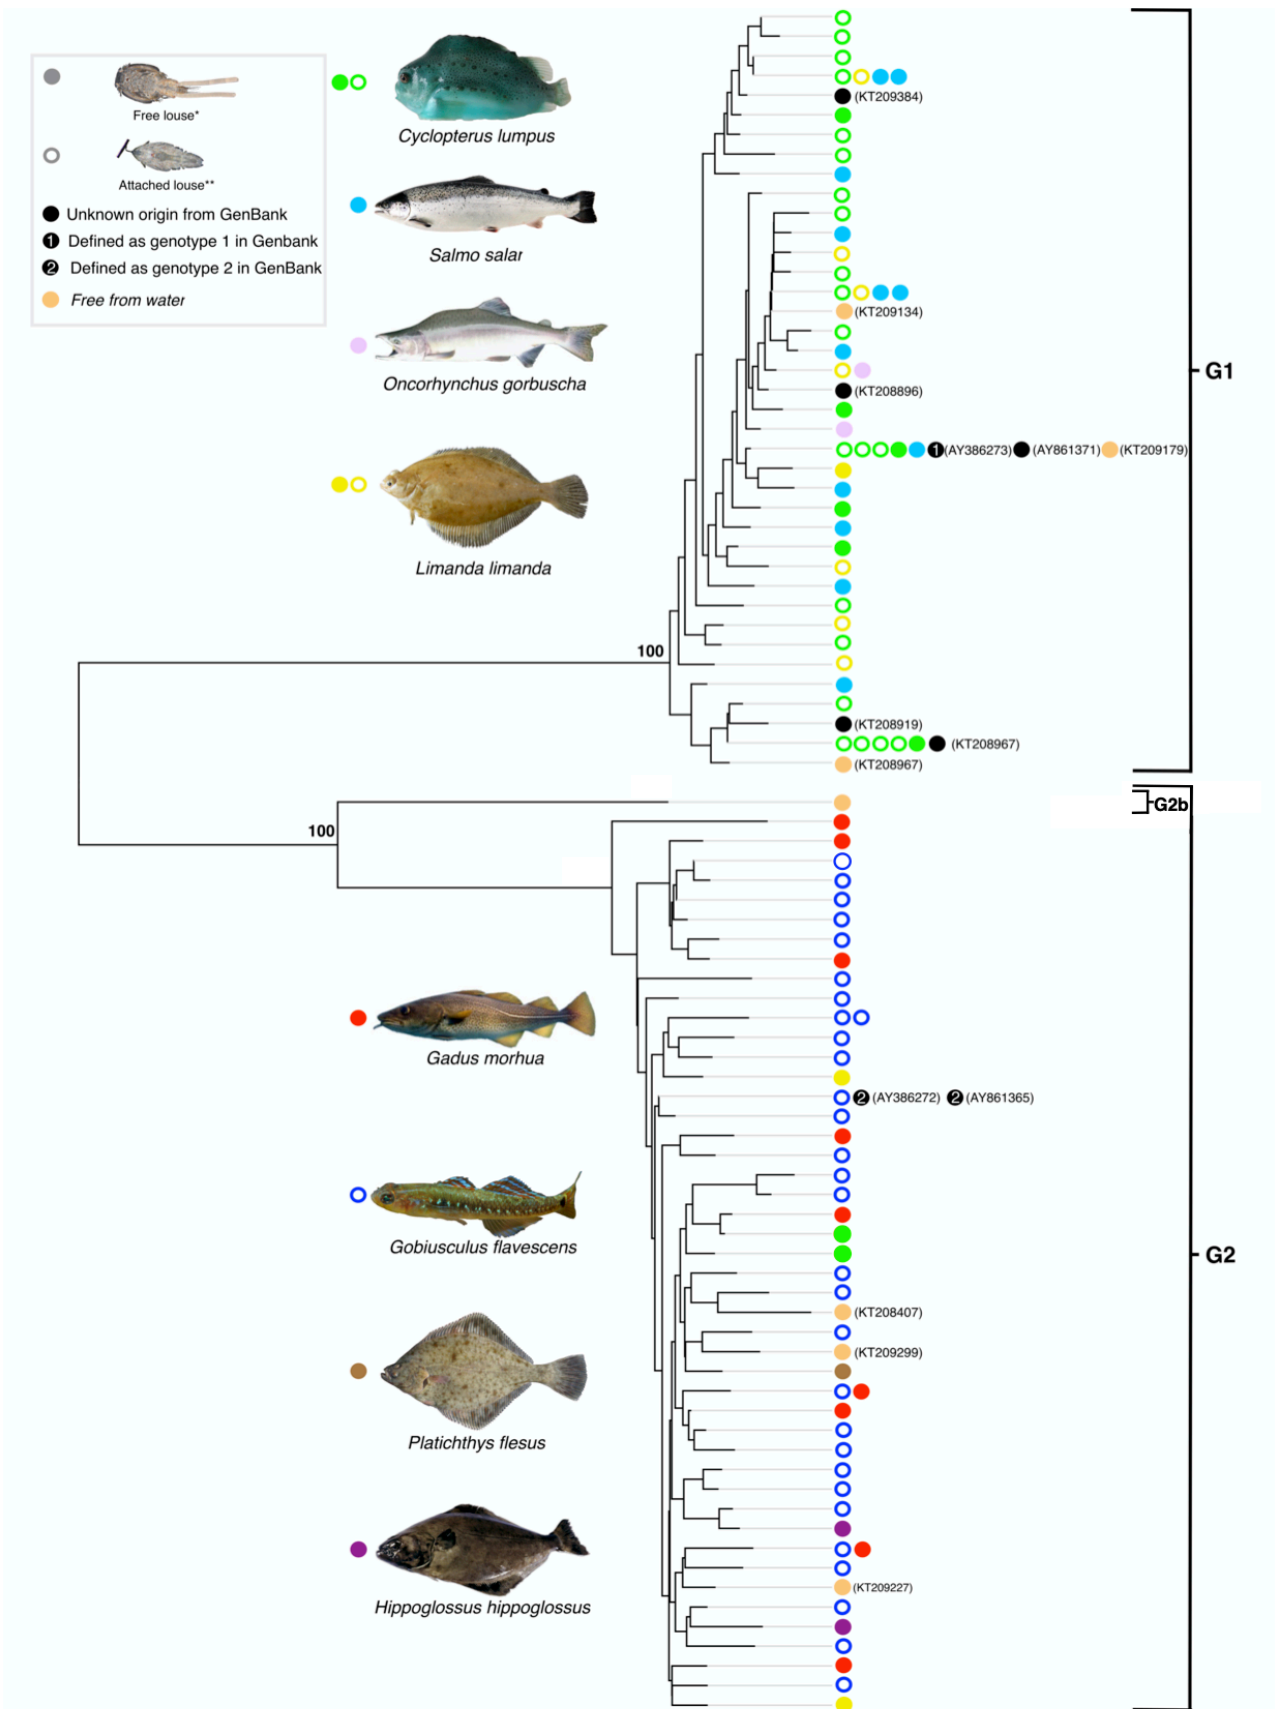 Free louse*
Attached louse**
Unknown origin from GenBank
1 Defined as genotype 1 in Genbank
2 Defined as genotype 2 in GenBank
Free from water
Cyclopterus lumpus
Salmo salar
Oncorhynchus gorbuscha
Limanda limanda
(KT209384)
(KT209134)
(KT208896)
1 (AY386273) (AY861371) (KT209179)
G1
100
(KT208919)
(KT208967)
(KT208967)
G2b
100
Gadus morhua
2 (AY386272) 2 (AY861365)
Gobiusculus flavescens
G2
(KT208407)
(KT209299)
Platichthys flesus
(KT209227)
Hippoglossus hippoglossus